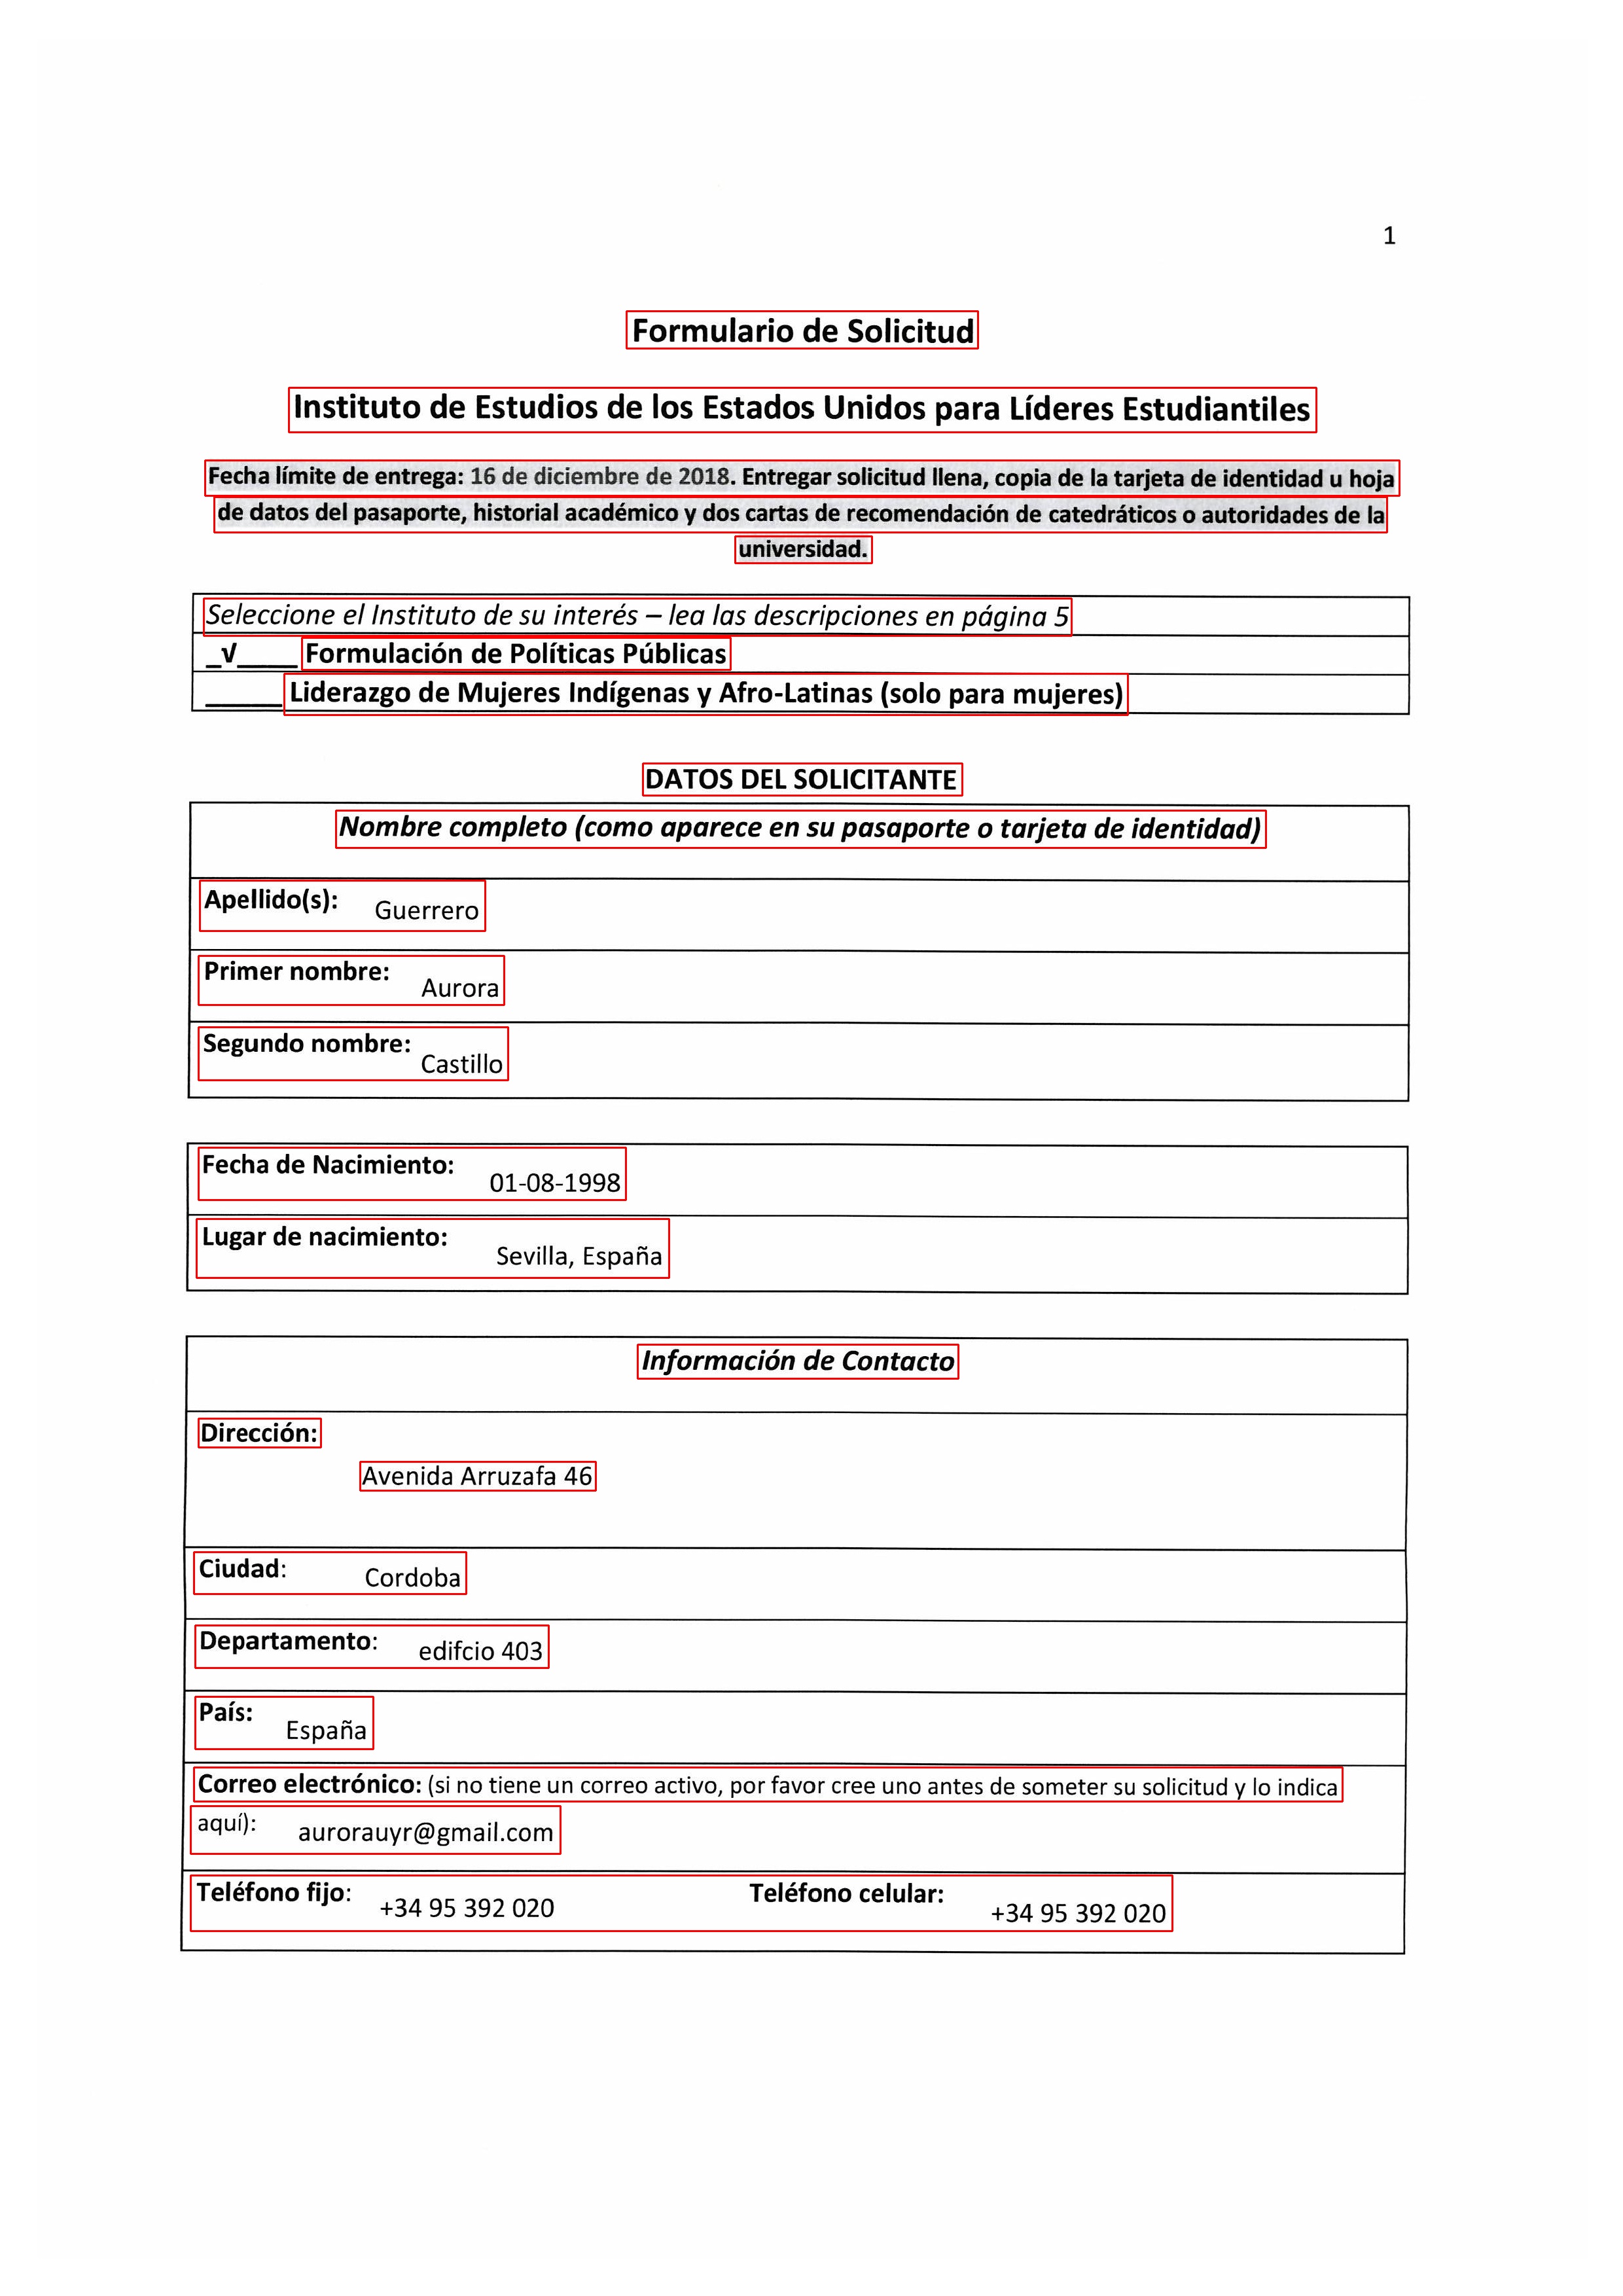 1
Formulario de Solicitud
Instituto de Estudios de los Estados Unidos para Líderes Estudiantiles
Fecha límite de entrega: 16 de diciembre de 2018. Entregar solicitud llena, copia de la tarjeta de identidad u hoja
de datos del pasaporte, historial académico y dos cartas de recomendación de catedráticos o autoridades de la
universidad.
Seleccione el Instituto de su interés – lea las descripciones en página 5
_√____ Formulación de Políticas Públicas
______ Liderazgo de Mujeres Indígenas y Afro-Latinas (solo para mujeres)
DATOS DEL SOLICITANTE
Nombre completo (como aparece en su pasaporte o tarjeta de identidad)
Apellido(s): Guerrero
Primer nombre: Aurora
Segundo nombre: Castillo
Fecha de Nacimiento: 01-08-1998
Lugar de nacimiento: Sevilla, España
Información de Contacto
Dirección:
Avenida Arruzafa 46
Ciudad: Cordoba
Departamento: edifcio 403
País: España
Correo electrónico: (si no tiene un correo activo, por favor cree uno antes de someter su solicitud y lo indica
aquí): aurorauyr@gmail.com
Teléfono fijo: +34 95 392 020 Teléfono celular: +34 95 392 020